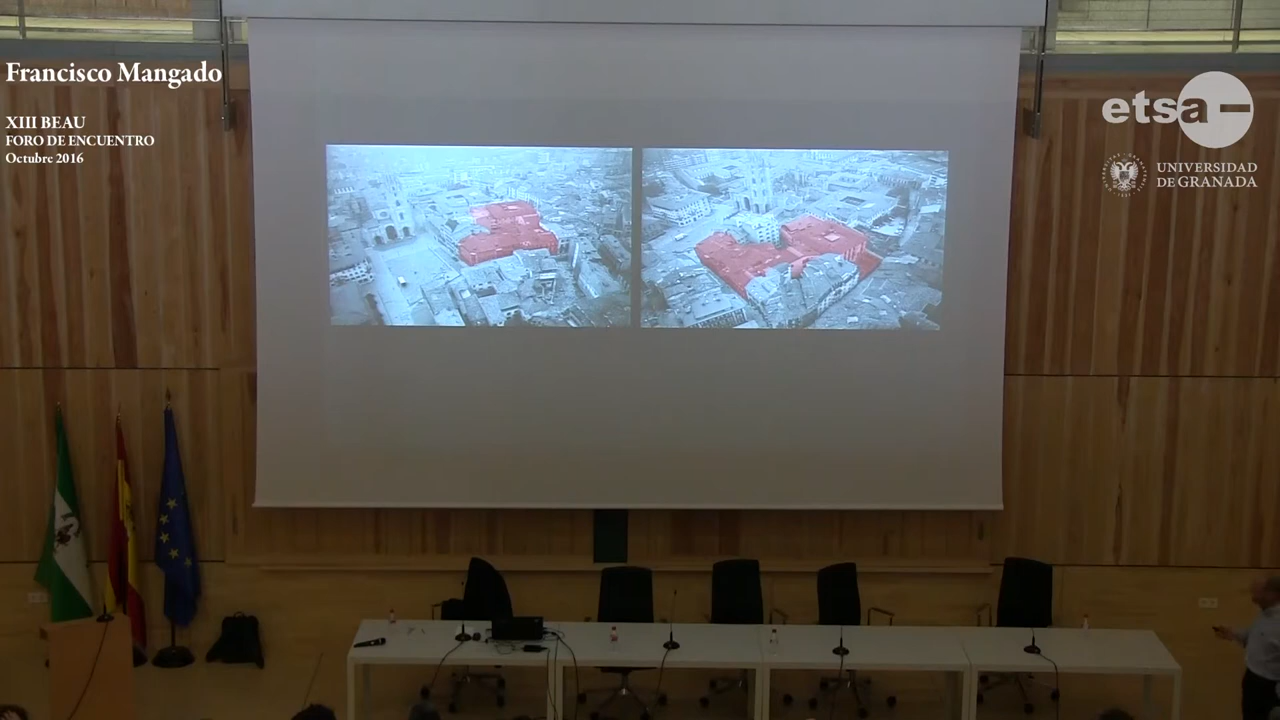 Francisco Mangado
XIII BEAU
FORO DE ENCUENTRO
Octubre 2016
etsa
UNIVERSIDAD
DE GRANADA